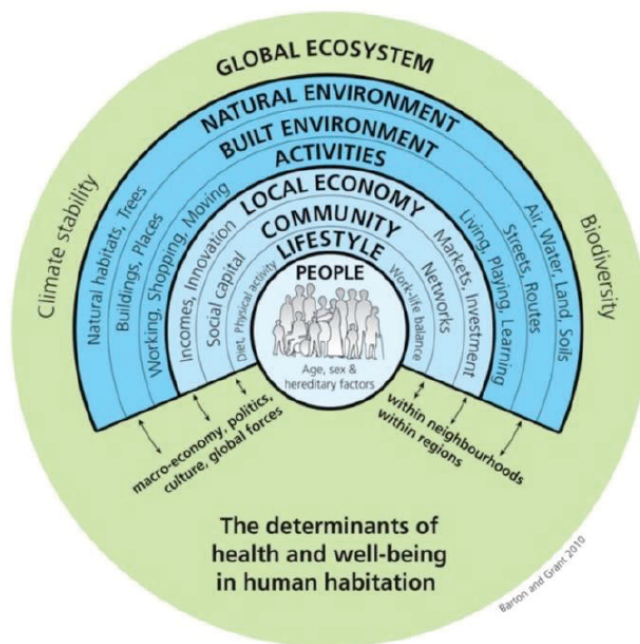 GLOBAL ECOSYSTEM
Climate stability
Biodiversity
NATURAL ENVIRONMENT
Natural habitats, Trees
Air, Water, Land, Soils
BUILT ENVIRONMENT
Buildings, Places
Streets, Routes
ACTIVITIES
Working, Shopping, Moving
Living, Playing, Learning
LOCAL ECONOMY
Incomes, Innovation
Markets, Investment
COMMUNITY
Social capital
Networks
LIFESTYLE
Diet, Physical activity
Work-life balance
PEOPLE
Age, sex &
hereditary factors
macro-economy, politics,
culture, global forces
within neighbourhoods
within regions
The determinants of
health and well-being
in human habitation
Barton and Grant 2010